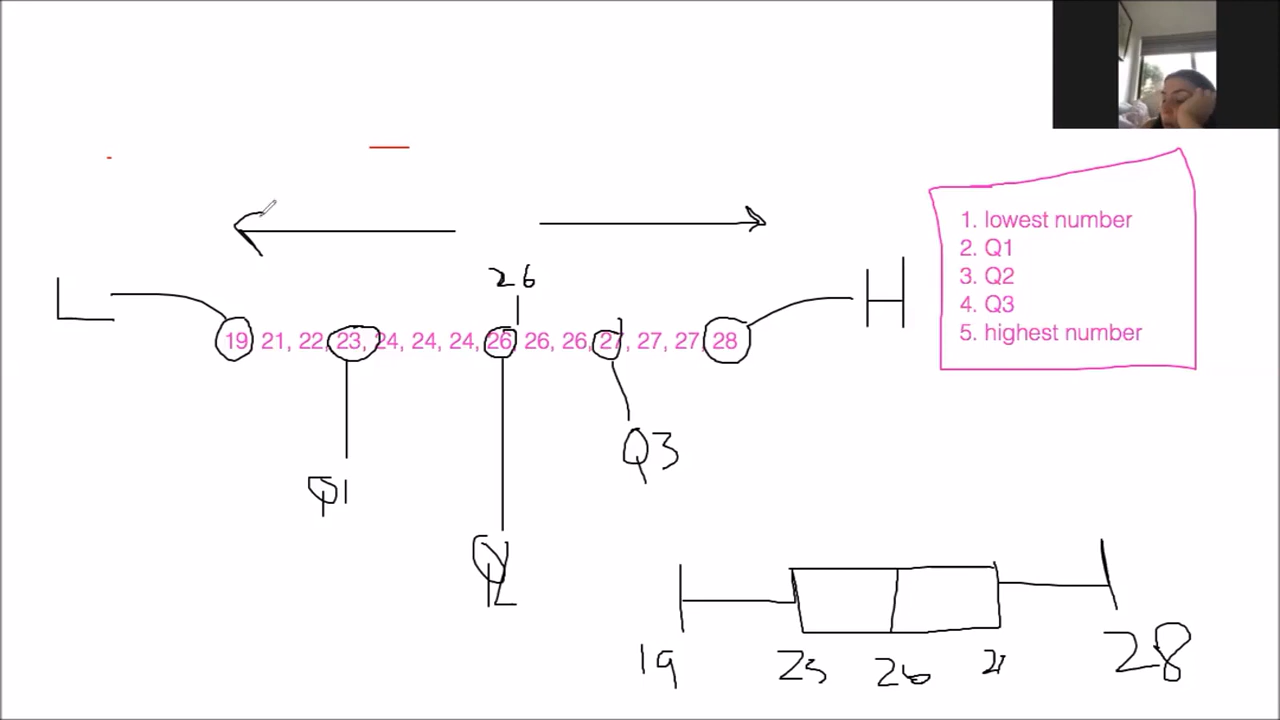 1. lowest number
2. Q1
3. Q2
4. Q3
5. highest number
L
26
H
19 21, 22, 23, 24, 24, 24, 26, 26, 26, 27, 27, 27, 28
Q3
Q1
Q2
19 23 26 27 28